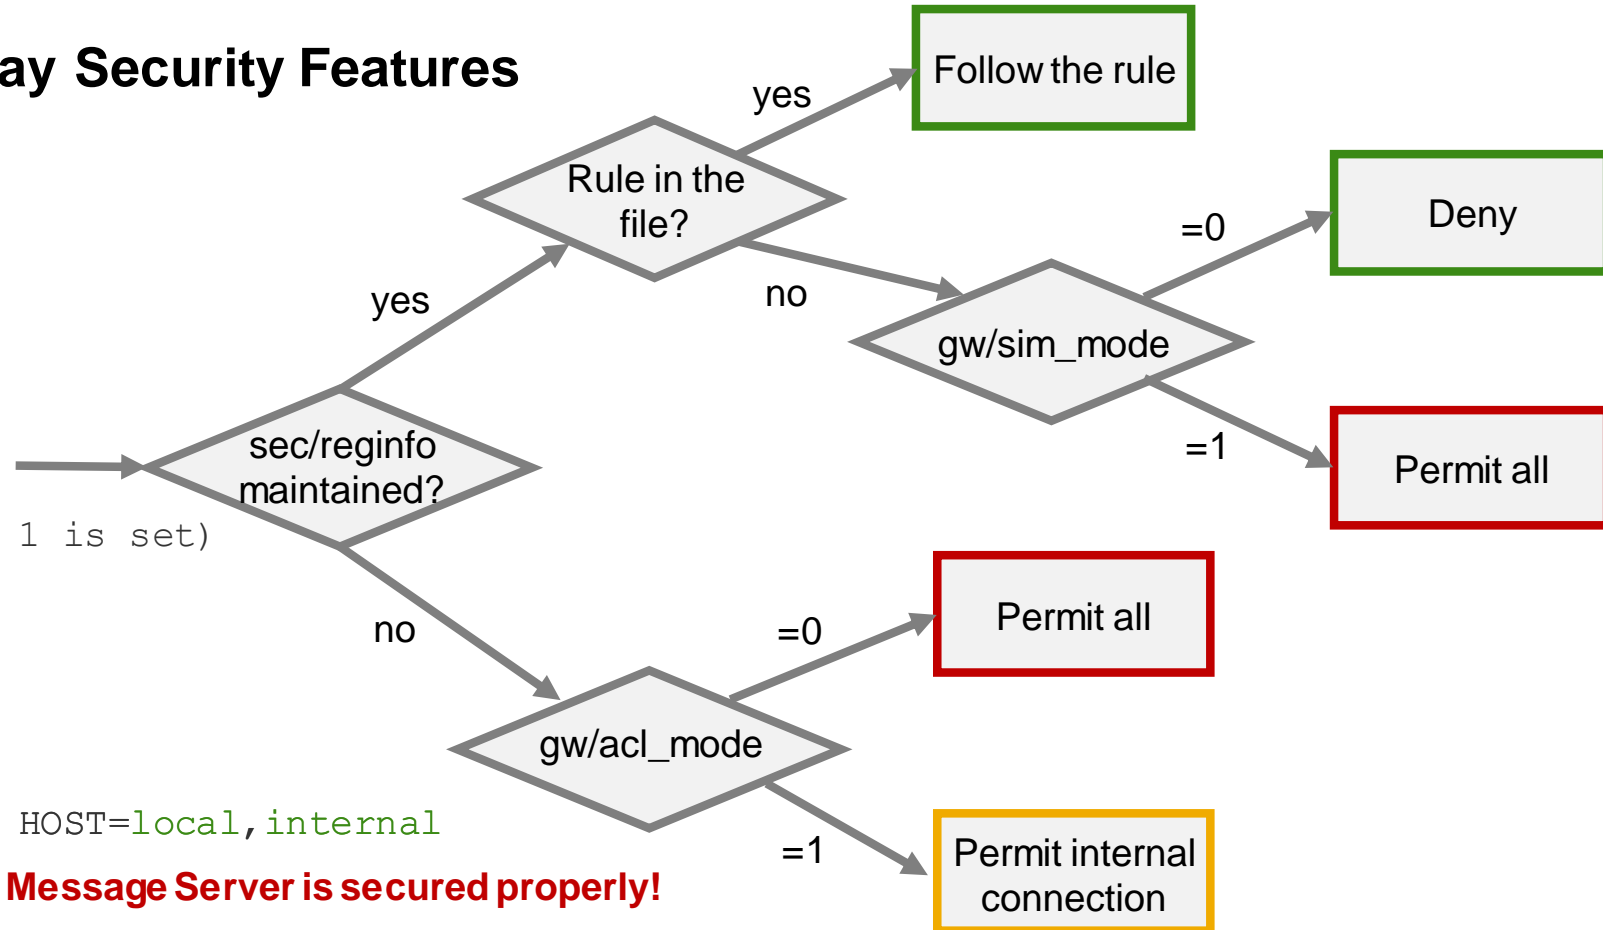 ay Security Features
Follow the rule
yes
Rule in the
file?
Deny
=0
yes
no
gw/sim_mode
sec/reginfo
maintained?
=1
Permit all
1 is set)
no
=0
Permit all
gw/acl_mode
HOST=local,internal
=1
Permit internal
connection
Message Server is secured properly!